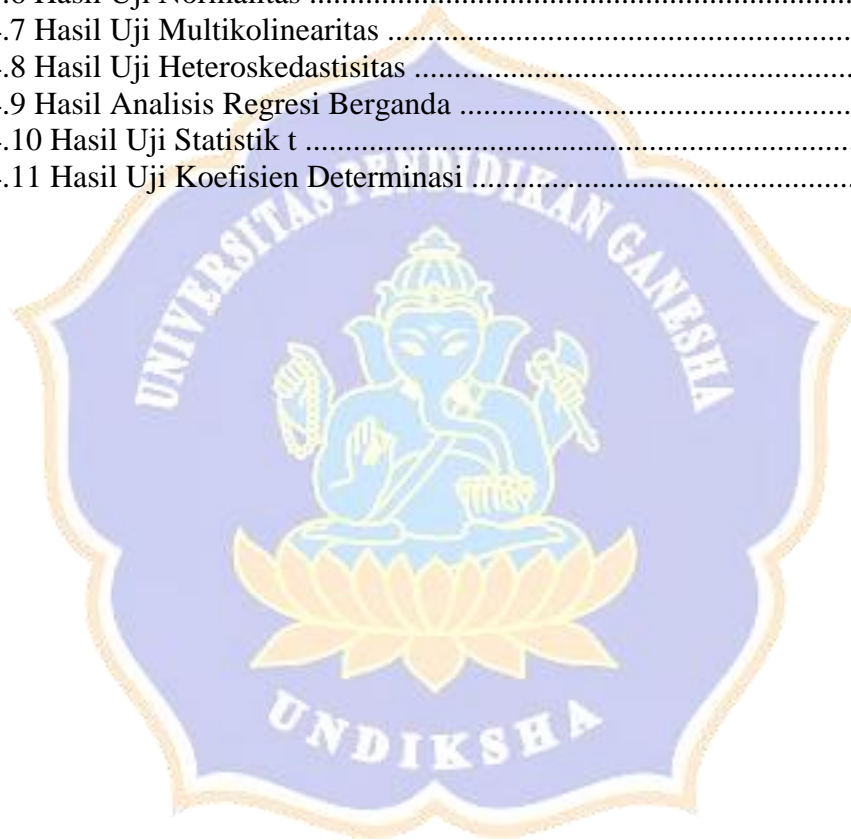 .6 Hasil Uji Normalitas ................................................................................
.7 Hasil Uji Multikolinearitas ....................................................................
.8 Hasil Uji Heteroskedastisitas ................................................................
.9 Hasil Analisis Regresi Berganda ..........................................................
.10 Hasil Uji Statistik t ..............................................................................
.11 Hasil Uji Koefisien Determinasi .........................................................
UNIVERSITAS PENDIDIKAN GANESHA
UNDIKSHA